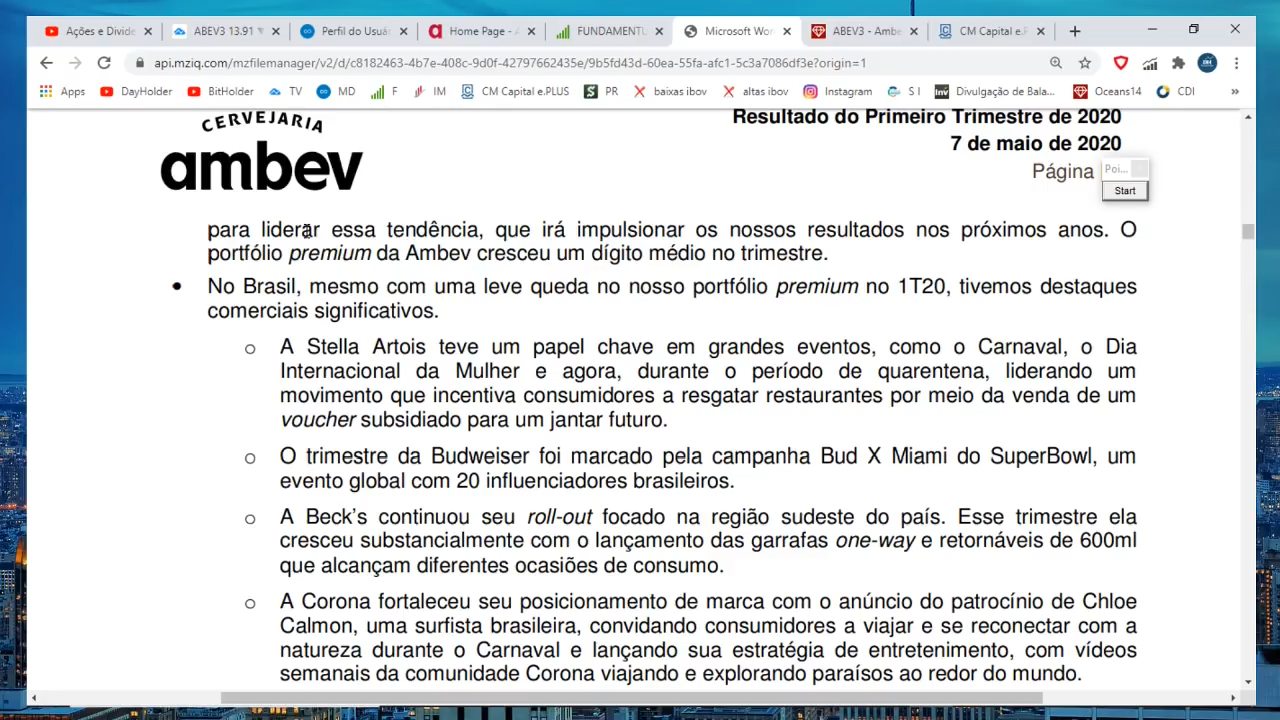 Ações e Divide
ABEV3 13.91
Perfil do Usuá
Home Page - A
FUNDAMENTU
Microsoft Wor
ABEV3 - Ambe
CM Capital e.P
api.mziq.com/mzfilemanager/v2/d/c8182463-4b7e-408c-9d0f-42797662435e/9b5fd43d-60ea-55fa-afc1-5c3a7086df3e?origin=1
Apps DayHolder BitHolder TV MD F IM CM Capital e.PLUS PR baixas ibov altas ibov Instagram S I Divulgação de Bala... Oceans14 CDI »
CERVEJARIA
ambev
Resultado do Primeiro Trimestre de 2020
7 de maio de 2020
Página
Poi...
Start
para liderar essa tendência, que irá impulsionar os nossos resultados nos próximos anos. O
portfólio premium da Ambev cresceu um dígito médio no trimestre.
• No Brasil, mesmo com uma leve queda no nosso portfólio premium no 1T20, tivemos destaques
comerciais significativos.
o A Stella Artois teve um papel chave em grandes eventos, como o Carnaval, o Dia
Internacional da Mulher e agora, durante o período de quarentena, liderando um
movimento que incentiva consumidores a resgatar restaurantes por meio da venda de um
voucher subsidiado para um jantar futuro.
o O trimestre da Budweiser foi marcado pela campanha Bud X Miami do SuperBowl, um
evento global com 20 influenciadores brasileiros.
o A Beck's continuou seu roll-out focado na região sudeste do país. Esse trimestre ela
cresceu substancialmente com o lançamento das garrafas one-way e retornáveis de 600ml
que alcançam diferentes ocasiões de consumo.
o A Corona fortaleceu seu posicionamento de marca com o anúncio do patrocínio de Chloe
Calmon, uma surfista brasileira, convidando consumidores a viajar e se reconectar com a
natureza durante o Carnaval e lançando sua estratégia de entretenimento, com vídeos
semanais da comunidade Corona viajando e explorando paraísos ao redor do mundo.